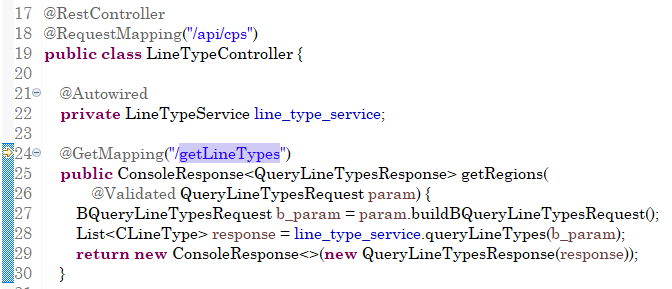 17 @RestController
18 @RequestMapping("/api/cps")
19 public class LineTypeController {
20
21 @Autowired
22 private LineTypeService line_type_service;
23
24 @GetMapping("/getLineTypes")
25 public ConsoleResponse<QueryLineTypesResponse> getRegions(
26 @Validated QueryLineTypesRequest param) {
27 BQueryLineTypesRequest b_param = param.buildBQueryLineTypesRequest();
28 List<CLineType> response = line_type_service.queryLineTypes(b_param);
29 return new ConsoleResponse<>(new QueryLineTypesResponse(response));
30 }